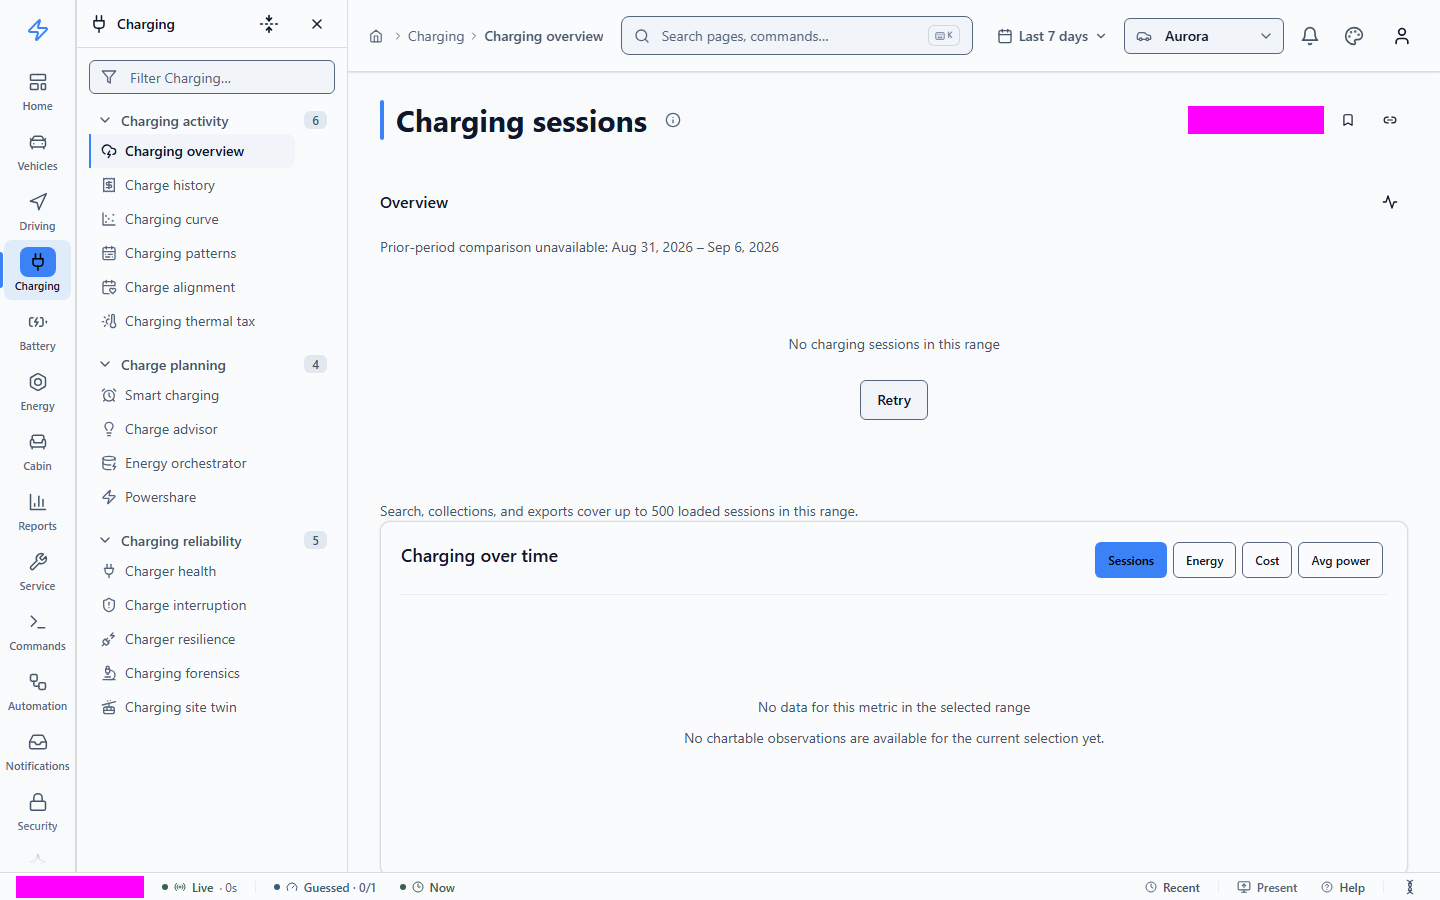 Home
Vehicles
Driving
Charging
Battery
Energy
Cabin
Reports
Service
Commands
Automation
Notifications
Security
Charging
Filter Charging...
Charging activity 6
Charging overview
Charge history
Charging curve
Charging patterns
Charge alignment
Charging thermal tax
Charge planning 4
Smart charging
Charge advisor
Energy orchestrator
Powershare
Charging reliability 5
Charger health
Charge interruption
Charger resilience
Charging forensics
Charging site twin
Charging Charging overview
Search pages, commands... K
Last 7 days
Aurora
Charging sessions
Overview
Prior-period comparison unavailable: Aug 31, 2026 – Sep 6, 2026
No charging sessions in this range
Retry
Search, collections, and exports cover up to 500 loaded sessions in this range.
Charging over time
Sessions Energy Cost Avg power
No data for this metric in the selected range
No chartable observations are available for the current selection yet.
Live · 0s
Guessed · 0/1
Now
Recent
Present
Help